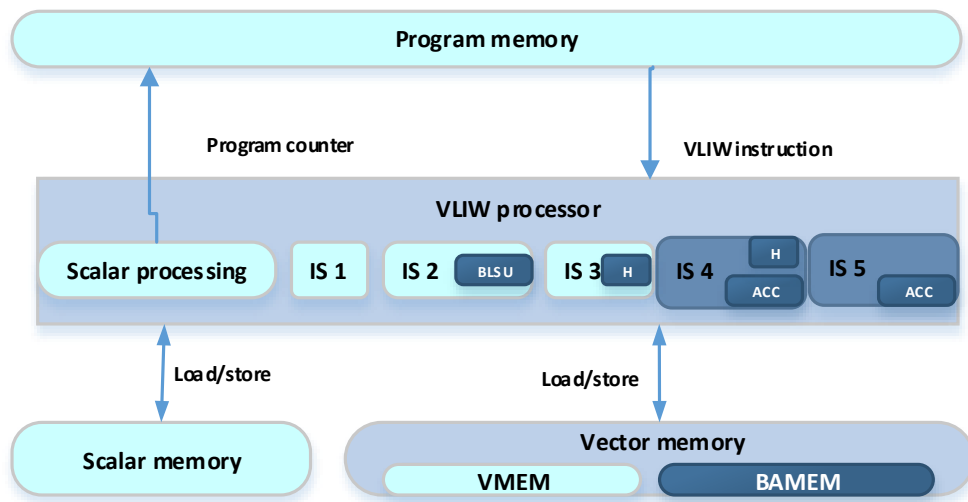 Program memory
Program counter
VLIW instruction
VLIW processor
Scalar processing
IS 1
IS 2
BLSU
IS 3
H
IS 4
H
ACC
IS 5
ACC
Load/store
Load/store
Scalar memory
Vector memory
VMEM
BAMEM